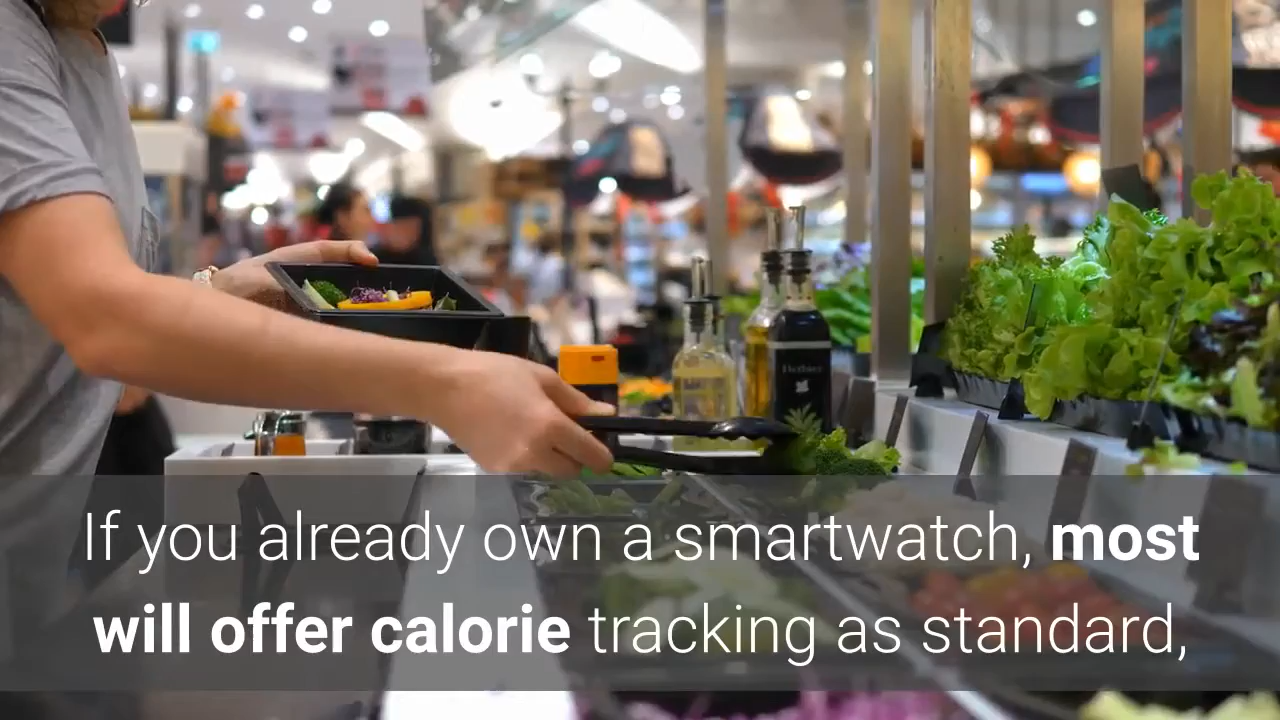 If you already own a smartwatch, most
will offer calorie tracking as standard,